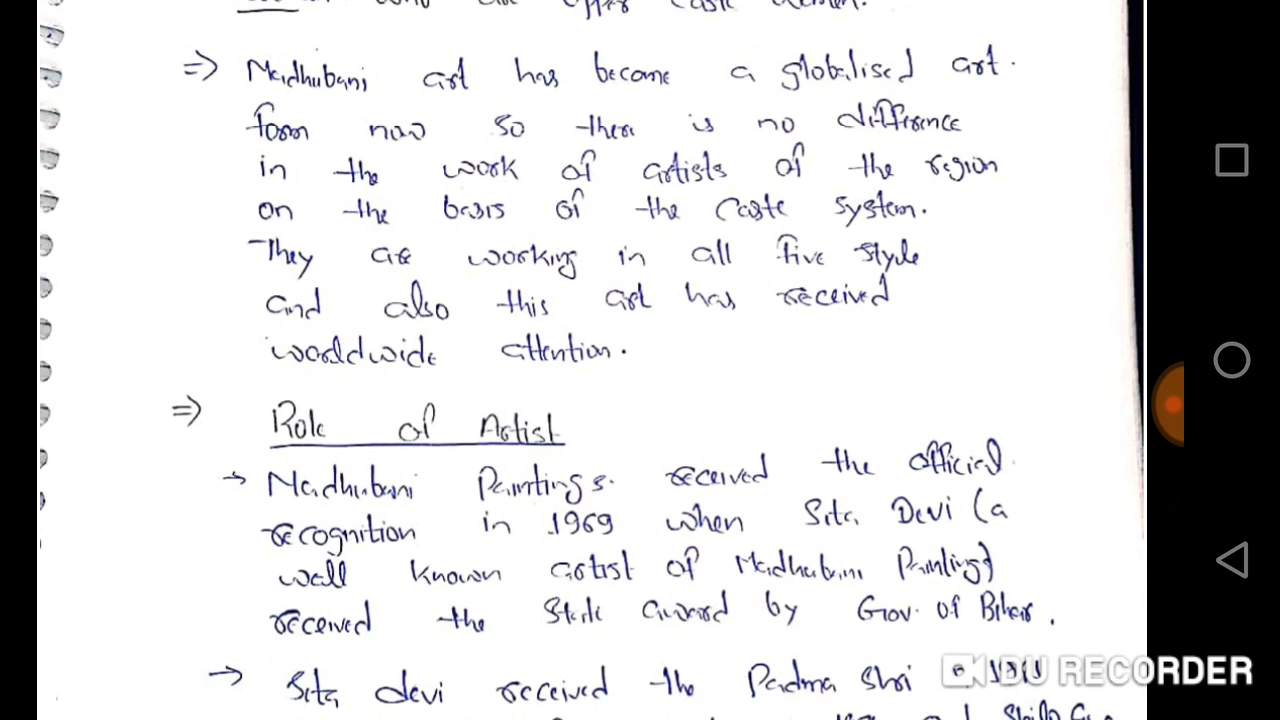 upper caste women.
⇒ Madhubani art has become a globalised art.
form now so there is no difference
in the work of artists of the region
on the basis of the caste system.
They are working in all five style
and also this art has received
worldwide attention.
⇒ Role of Artist
→ Madhubani Paintings. received the official
recognition in 1969 when Sita Devi (a
well known artist of Madhubani Painting)
received the State award by Gov. of Bihar.
→ Sita devi received the Padma Shri
DU RECORDER